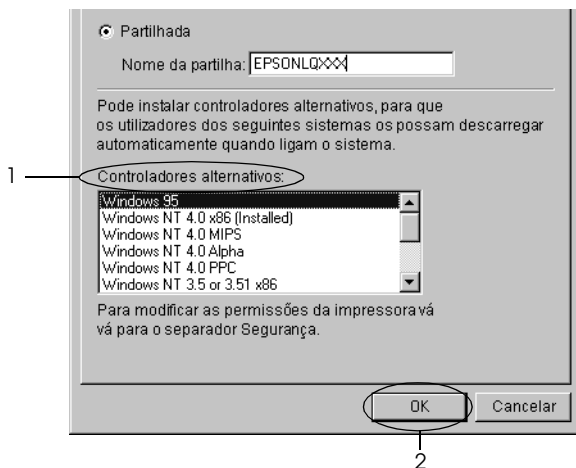 Partilhada
Nome da partilha: EPSONLQXXX
Pode instalar controladores alternativos, para que
os utilizadores dos seguintes sistemas os possam descarregar
automaticamente quando ligam o sistema.
1
Controladores alternativos:
Windows 95
Windows NT 4.0 x86 (Installed)
Windows NT 4.0 MIPS
Windows NT 4.0 Alpha
Windows NT 4.0 PPC
Windows NT 3.5 or 3.51 x86
Para modificar as permissões da impressora vá
vá para o separador Segurança.
OK
Cancelar
2